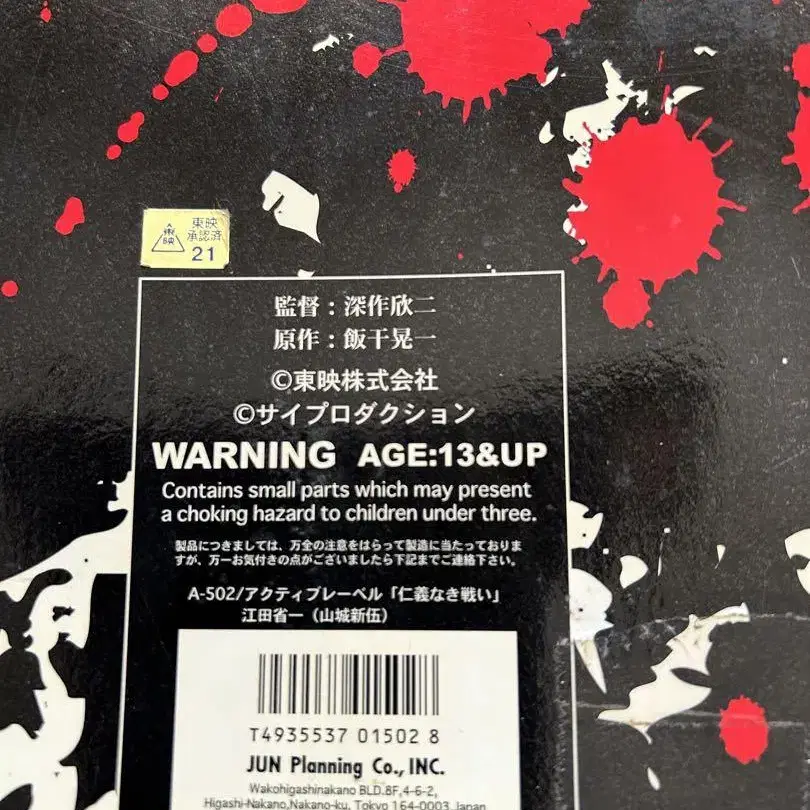 東映
承認済
21
東映
監督：深作欣二
原作：飯干晃一
©東映株式会社
©サイプロダクション
WARNING AGE:13&UP
Contains small parts which may present
a choking hazard to children under three.
製品につきましては、万全の注意をはらって製造に当たっておりま
すが、万一お気付きの点がございましたら下記までご連絡下さい。
A-502/アクティブレーベル「仁義なき戦い」
江田省一（山城新伍）
T4935537 01502 8
JUN Planning Co., INC.
Wakohigashinakano BLD.8F,4-6-2,
Higashi-Nakano,Nakano-ku, Tokyo 164-0003 Japan